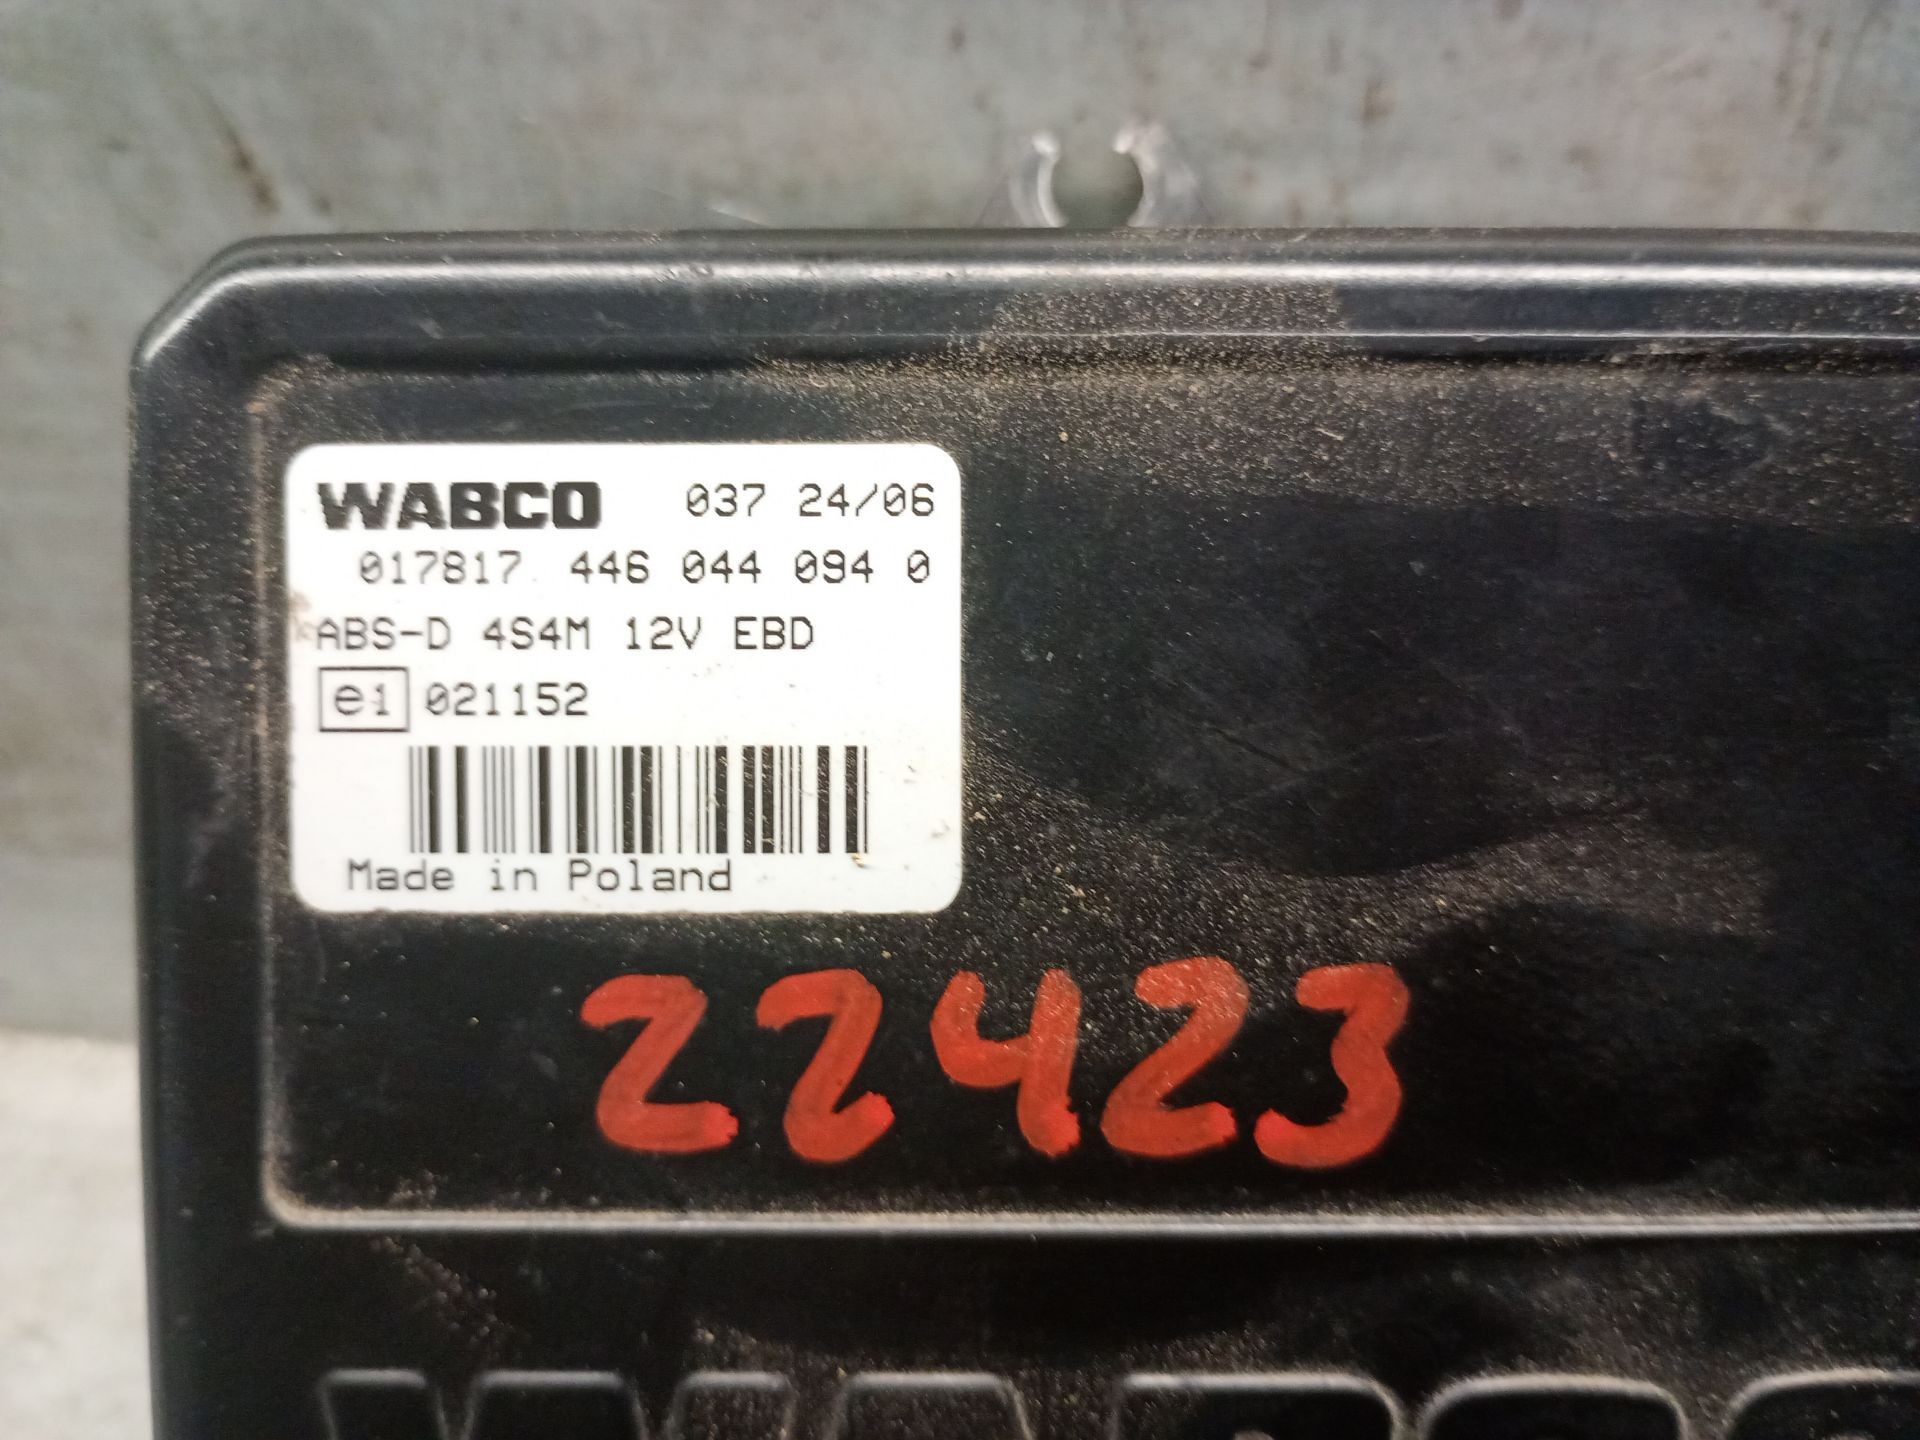 WABCO 037 24/06
017817 446 044 094 0
ABS-D 4S4M 12V EBD
e1 021152
Made in Poland
22423
WABCO